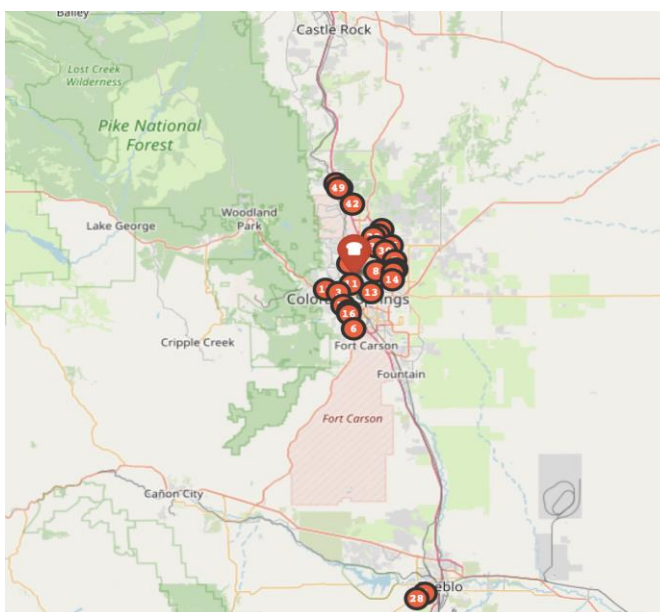 Bailey
Castle Rock
Lost Creek
Wilderness
Pike National
Forest
49
42
Woodland
Park
Lake George
8
14
13
3
16
6
Fort Carson
Cripple Creek
Fountain
Fort Carson
Cañon City
28